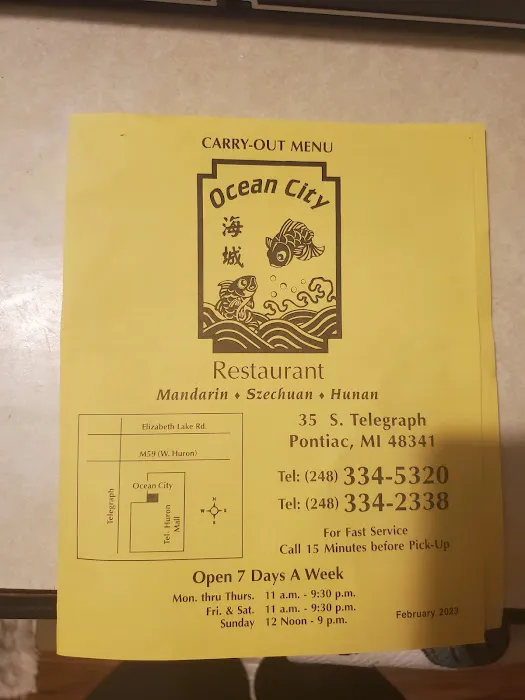 CARRY-OUT MENU
Ocean City
海
城
Restaurant
Mandarin ♦ Szechuan ♦ Hunan
Elizabeth Lake Rd.
M59 (W. Huron)
Ocean City
Telegraph
Tel. Huron
Mall
N
W E
S
35 S. Telegraph
Pontiac, MI 48341
Tel: (248) 334-5320
Tel: (248) 334-2338
For Fast Service
Call 15 Minutes before Pick-Up
Open 7 Days A Week
Mon. thru Thurs. 11 a.m. - 9:30 p.m.
Fri. & Sat. 11 a.m. - 9:30 p.m.
Sunday 12 Noon - 9 p.m.
February 2023